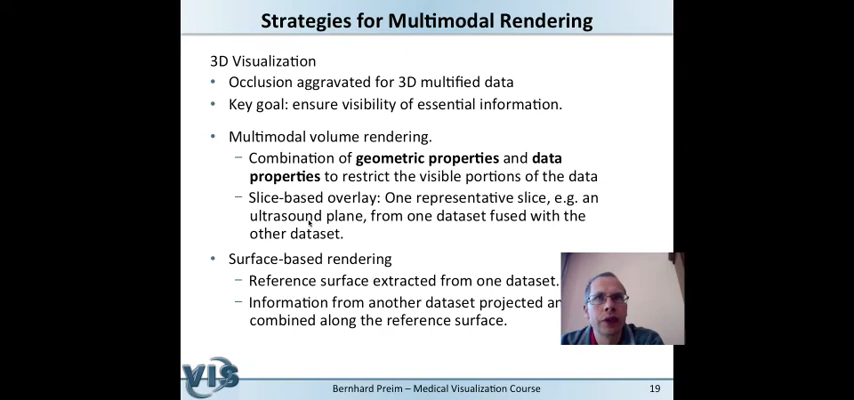 Strategies for Multimodal Rendering
3D Visualization
• Occlusion aggravated for 3D multified data
• Key goal: ensure visibility of essential information.
• Multimodal volume rendering.
– Combination of geometric properties and data
properties to restrict the visible portions of the data
– Slice-based overlay: One representative slice, e.g. an
ultrasound plane, from one dataset fused with the
other dataset.
• Surface-based rendering
– Reference surface extracted from one dataset.
– Information from another dataset projected
combined along the reference surface.
VIS
Bernhard Preim – Medical Visualization Course
19